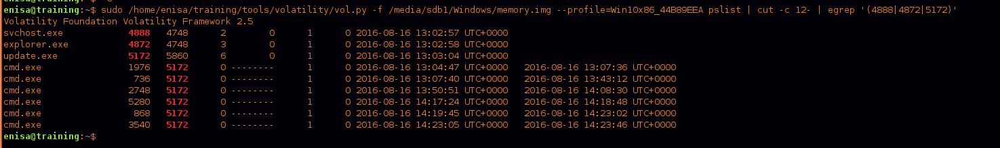 enisa@training:~$ sudo /home/enisa/training/tools/volatility/vol.py -f /media/sdb1/Windows/memory.img --profile=Win10x86_44B89EEA pslist | cut -c 12- | egrep '(4888|4872|5172)'
Volatility Foundation Volatility Framework 2.5
svchost.exe 4888 4748 2 0 1 0 2016-08-16 13:02:57 UTC+0000
explorer.exe 4872 4748 3 0 1 0 2016-08-16 13:02:58 UTC+0000
update.exe 5172 5860 6 0 1 0 2016-08-16 13:03:04 UTC+0000
cmd.exe 1976 5172 0 -------- 1 0 2016-08-16 13:04:47 UTC+0000 2016-08-16 13:07:36 UTC+0000
cmd.exe 736 5172 0 -------- 1 0 2016-08-16 13:07:40 UTC+0000 2016-08-16 13:43:12 UTC+0000
cmd.exe 2748 5172 0 -------- 1 0 2016-08-16 13:50:51 UTC+0000 2016-08-16 14:08:30 UTC+0000
cmd.exe 5280 5172 0 -------- 1 0 2016-08-16 14:17:24 UTC+0000 2016-08-16 14:18:48 UTC+0000
cmd.exe 868 5172 0 -------- 1 0 2016-08-16 14:19:45 UTC+0000 2016-08-16 14:23:02 UTC+0000
cmd.exe 3540 5172 0 -------- 1 0 2016-08-16 14:23:05 UTC+0000 2016-08-16 14:23:46 UTC+0000
enisa@training:~$